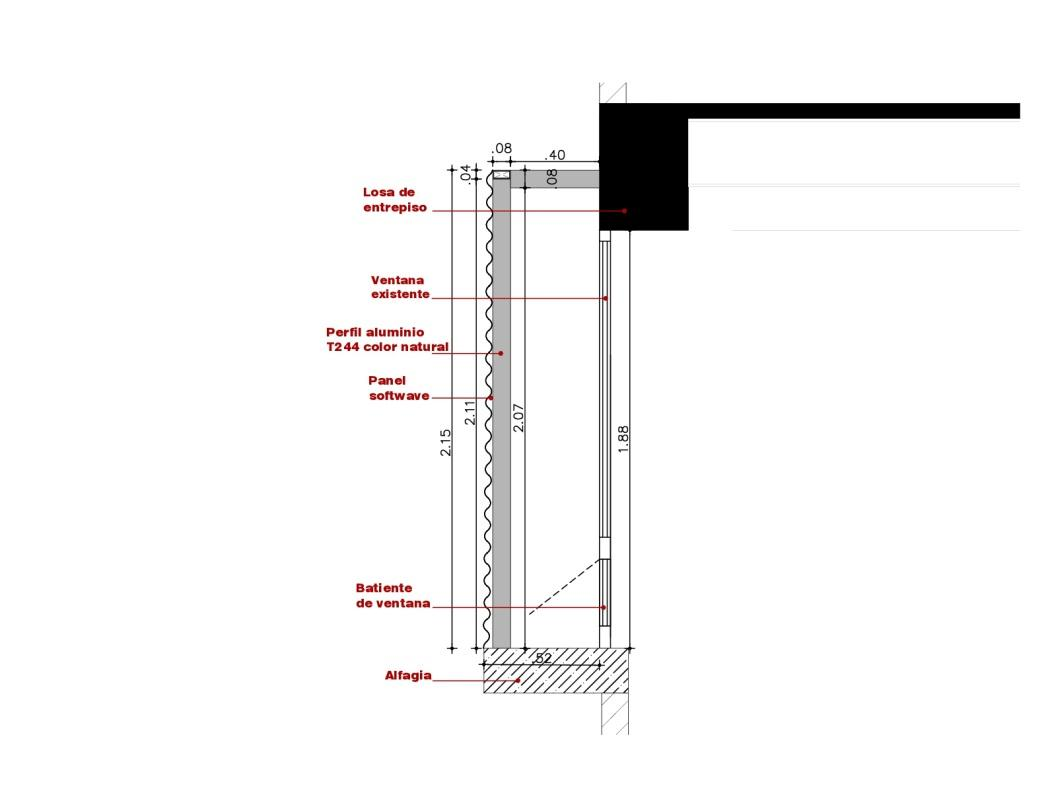 .08
.40
.04
.08
Losa de
entrepiso
Ventana
existente
Perfil aluminio
T244 color natural
Panel
softwave
2.15
2.11
2.07
1.88
Batiente
de ventana
.52
Alfagia